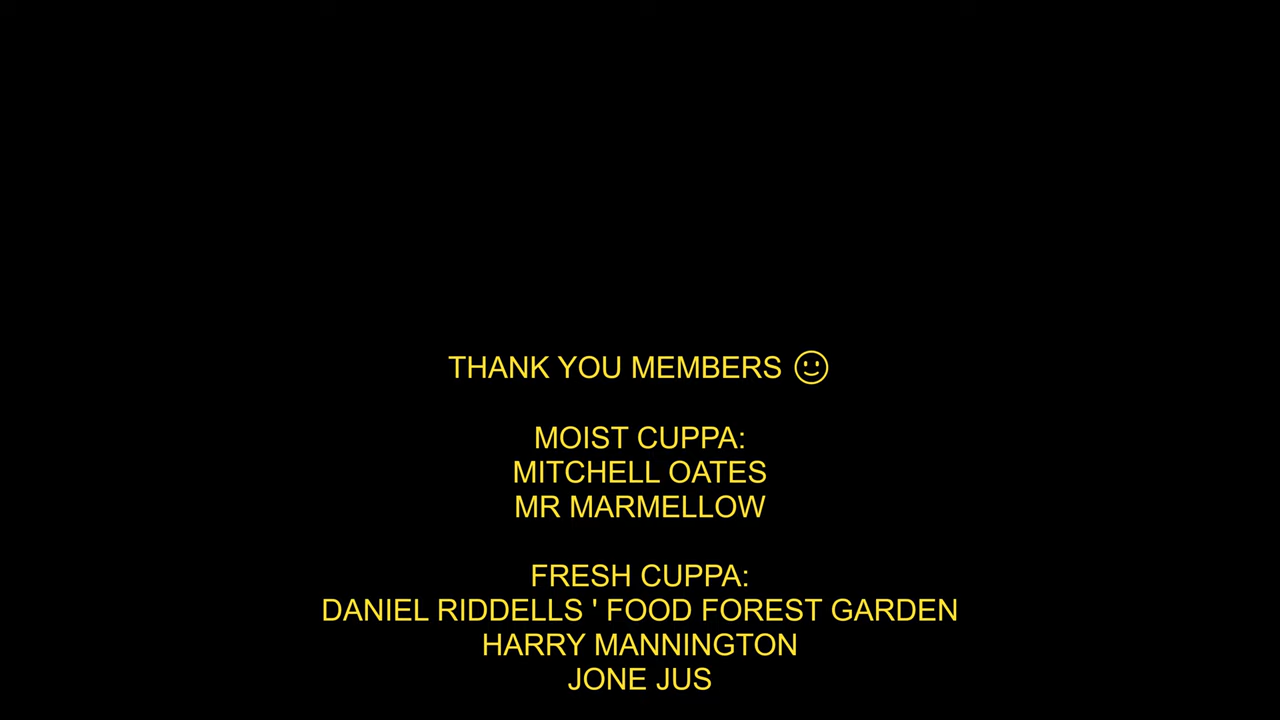 THANK YOU MEMBERS ☺
MOIST CUPPA:
MITCHELL OATES
MR MARMELLOW
FRESH CUPPA:
DANIEL RIDDELLS ' FOOD FOREST GARDEN
HARRY MANNINGTON
JONE JUS